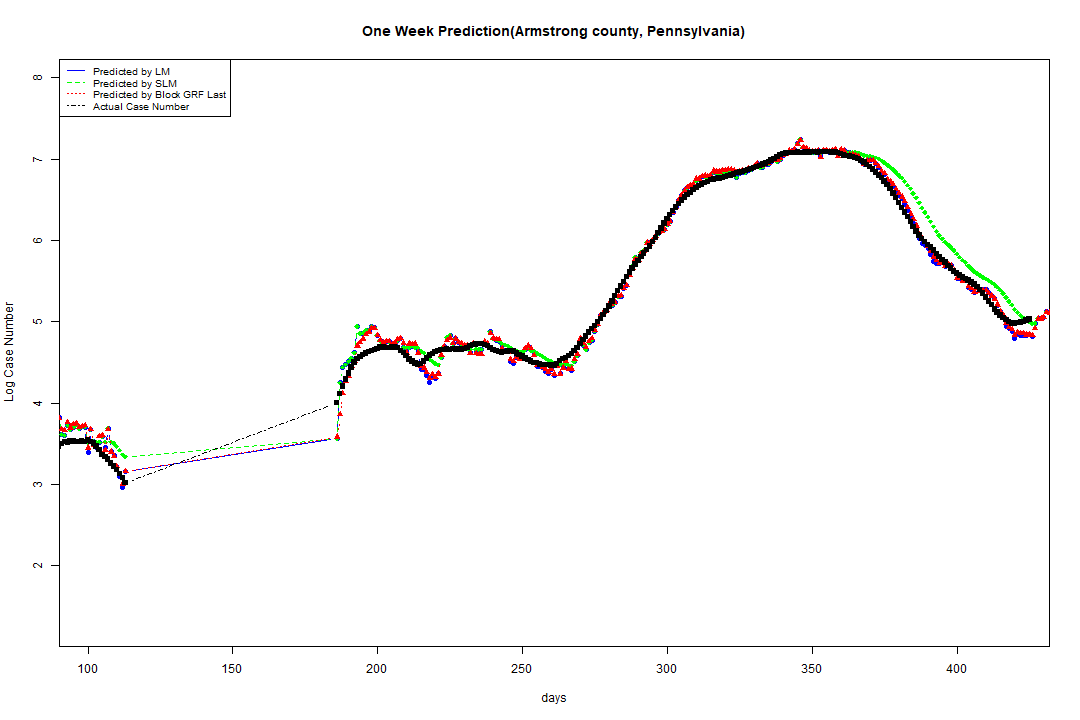 One Week Prediction(Armstrong county, Pennsylvania)
Predicted by LM
Predicted by SLM
Predicted by Block GRF Last
Actual Case Number
Log Case Number
8
7
6
5
4
3
2
100 150 200 250 300 350 400
days